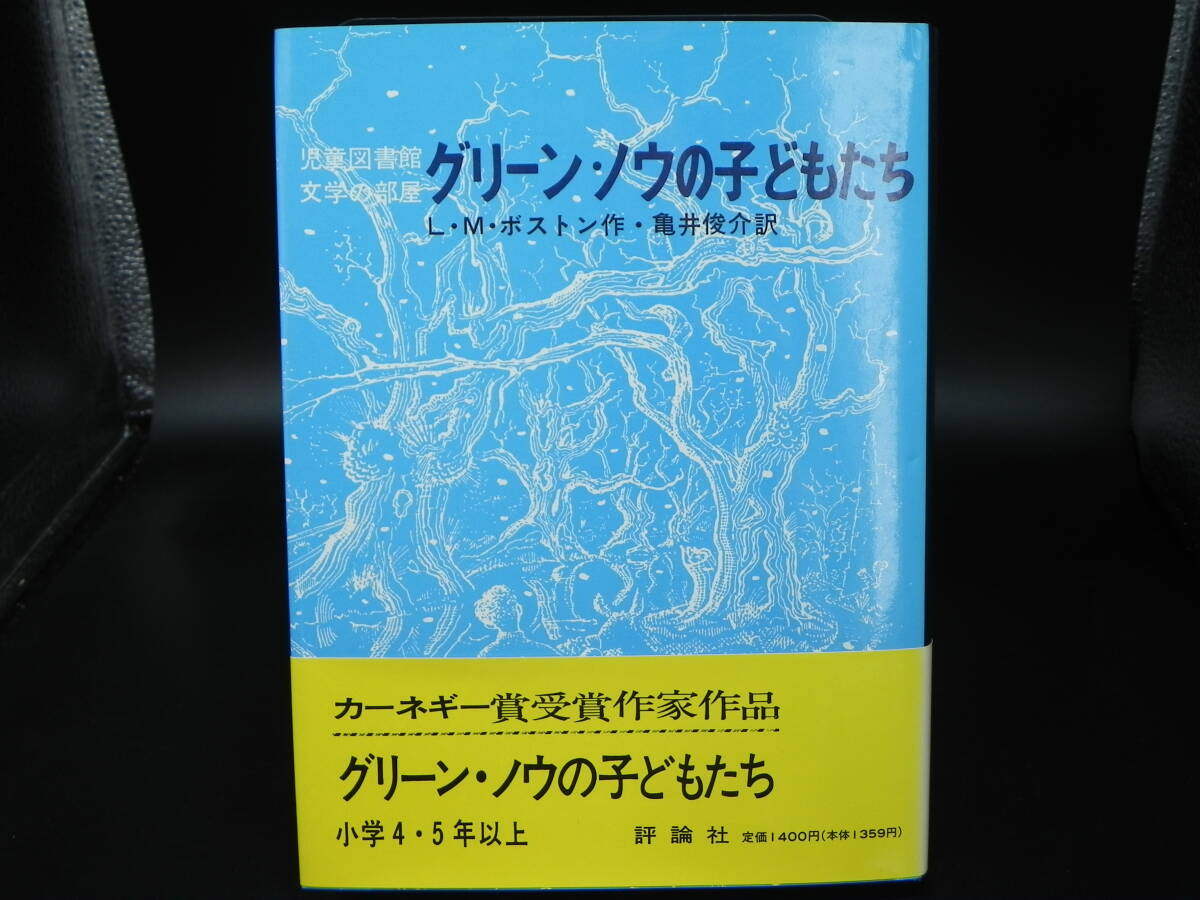 児童図書館
文学の部屋
グリーン・ノウの子どもたち
L・M・ボストン作・亀井俊介訳
カーネギー賞受賞作家作品
グリーン・ノウの子どもたち
小学4・5年以上
評論社 定価1400円(本体1359円)